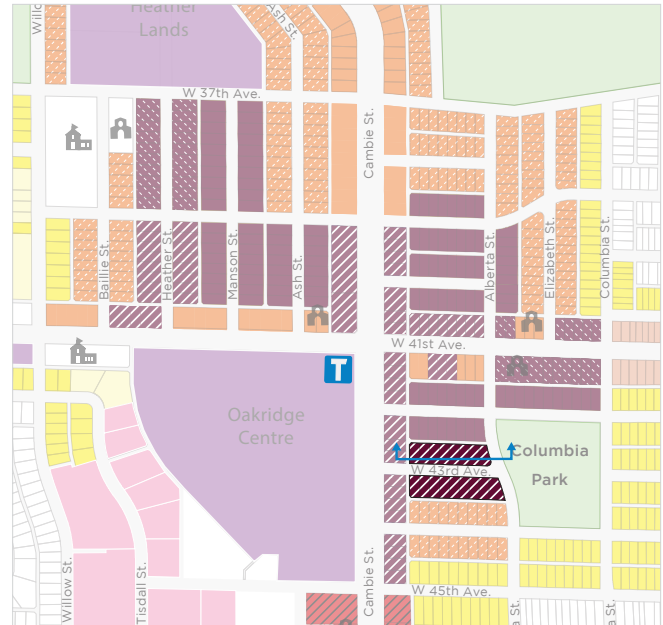 Heather
Lands
Ash St.
W 37th Ave.
Cambie St.
Baillie St.
Heather St.
Manson St.
Ash St.
Alberta St.
Elizabeth St.
Columbia St.
W 41st Ave.
T
Oakridge
Centre
Columbia
Park
W 43rd Ave.
Willow St.
Tisdall St.
Cambie St.
W 45th Ave.